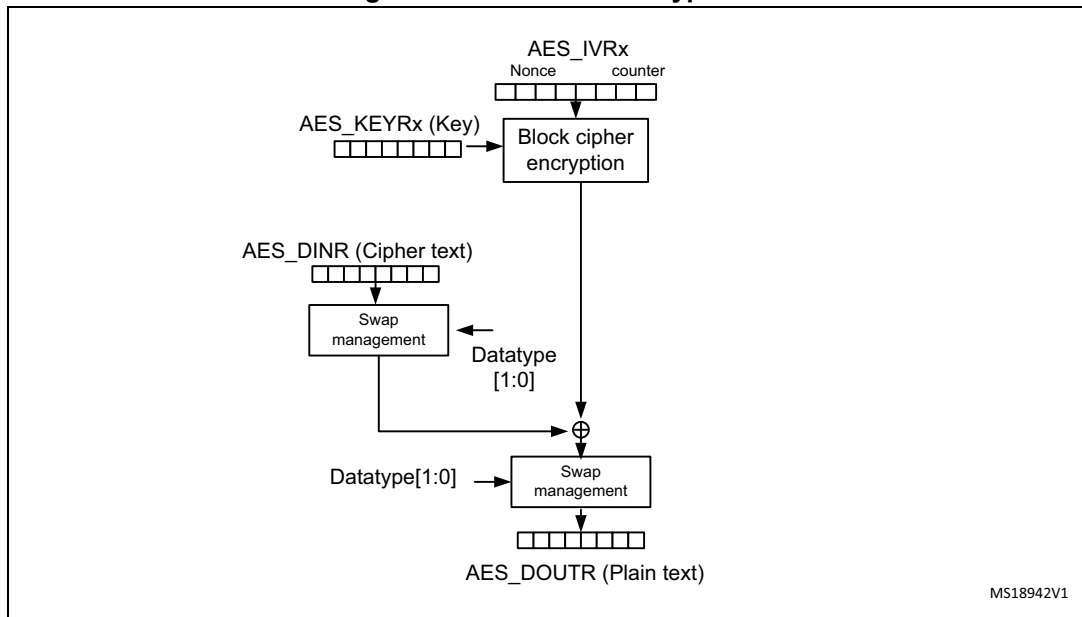 AES_IVRx
Nonce counter
AES_KEYRx (Key)
Block cipher
encryption
AES_DINR (Cipher text)
Swap
management
Datatype
[1:0]
Datatype[1:0]
Swap
management
AES_DOUTR (Plain text)
MS18942V1